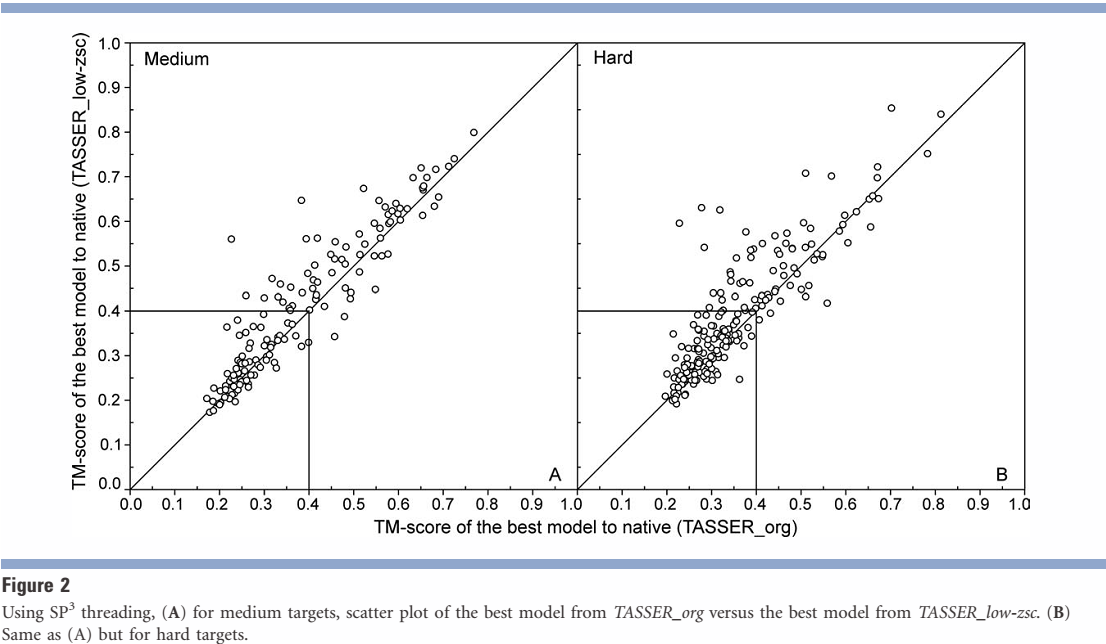 TM-score of the best model to native (TASSER_low-zsc)
1.0
0.9
0.8
0.7
0.6
0.5
0.4
0.3
0.2
0.1
0.0
Medium
A
Hard
B
0.0 0.1 0.2 0.3 0.4 0.5 0.6 0.7 0.8 0.9 1.0 0.1 0.2 0.3 0.4 0.5 0.6 0.7 0.8 0.9 1.0
TM-score of the best model to native (TASSER_org)
Figure 2
Using SP³ threading, (A) for medium targets, scatter plot of the best model from TASSER_org versus the best model from TASSER_low-zsc. (B)
Same as (A) but for hard targets.